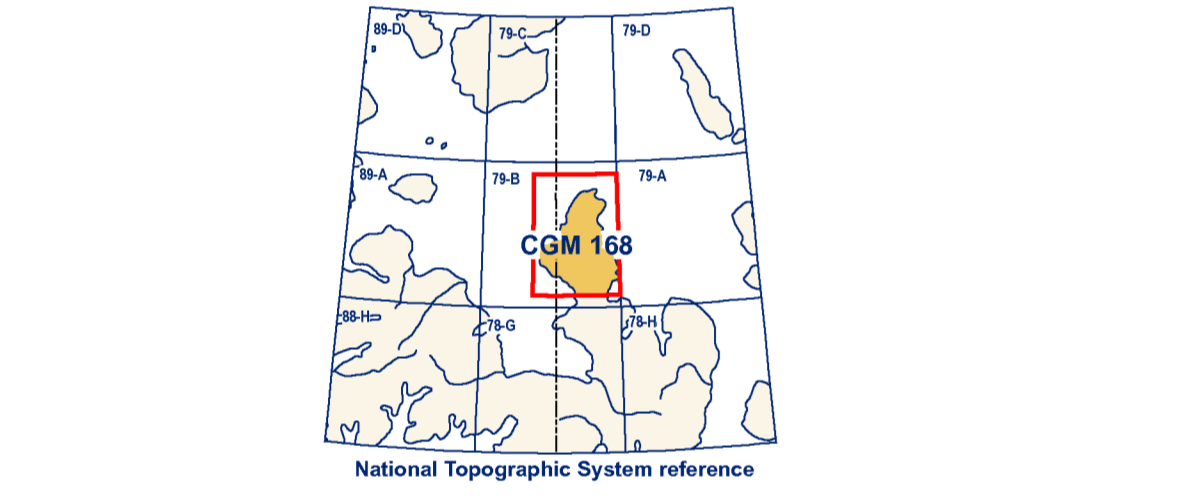 89-D
79-C
79-D
89-A
79-B
79-A
CGM 168
88-H
78-G
78-H
National Topographic System reference